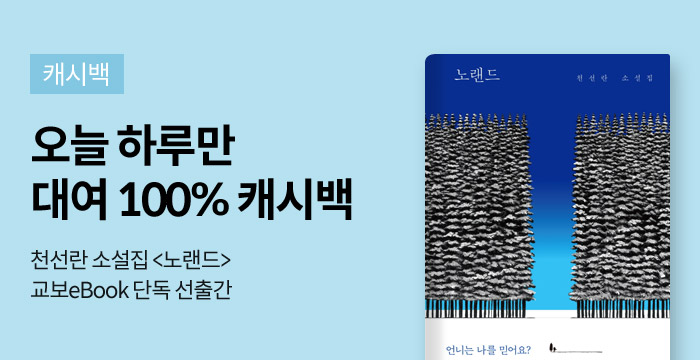 캐시백
오늘 하루만
대여 100% 캐시백
천선란 소설집 <노랜드>
교보eBook 단독 선출간
노랜드
천선란 소설집
언니는 나를 믿어요?